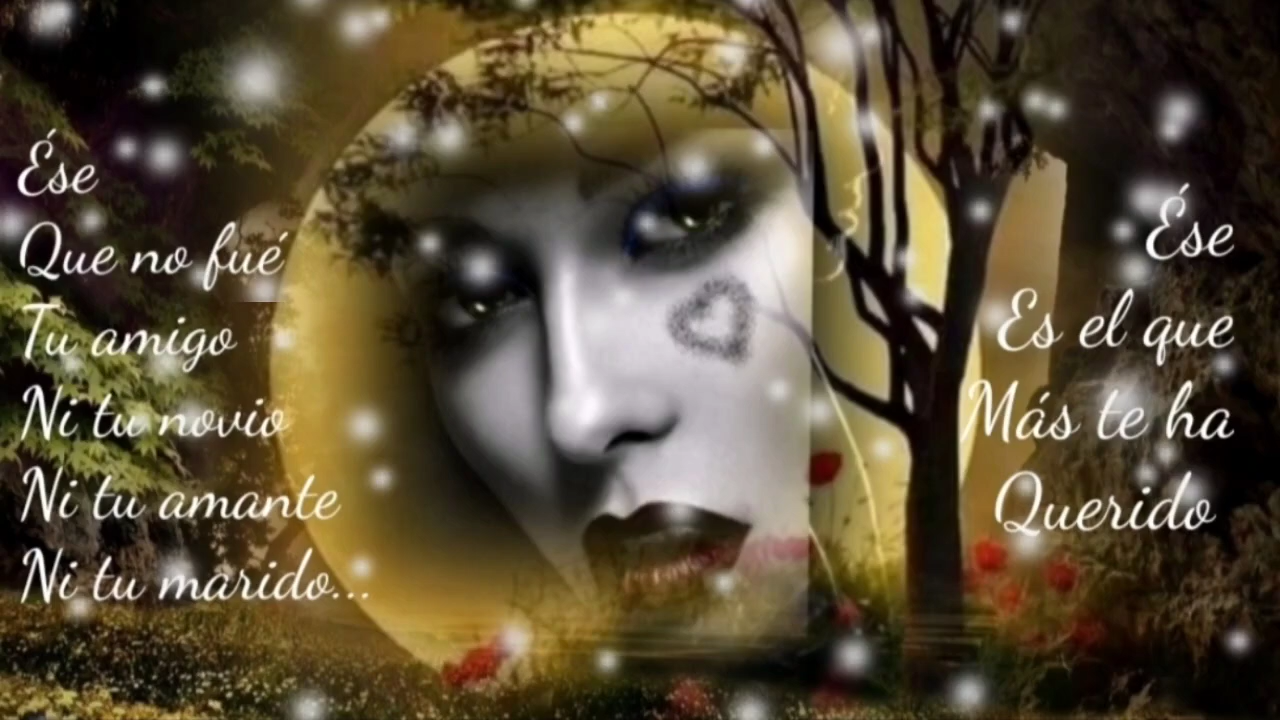 Ése
Que no fué
Tu amigo
Ni tu novio
Ni tu amante
Ni tu marido...
Ése
Es el que
Más te ha
Querido